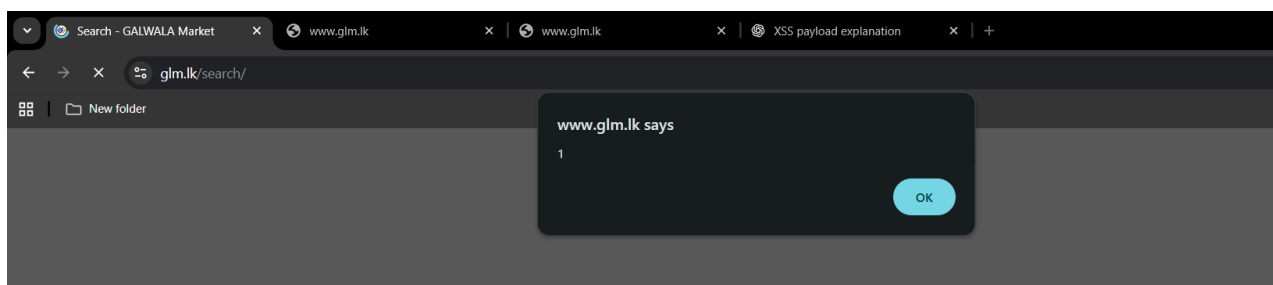 Search - GALWALA Market
www.glm.lk
www.glm.lk
XSS payload explanation
glm.lk/search/
New folder
www.glm.lk says
1
OK